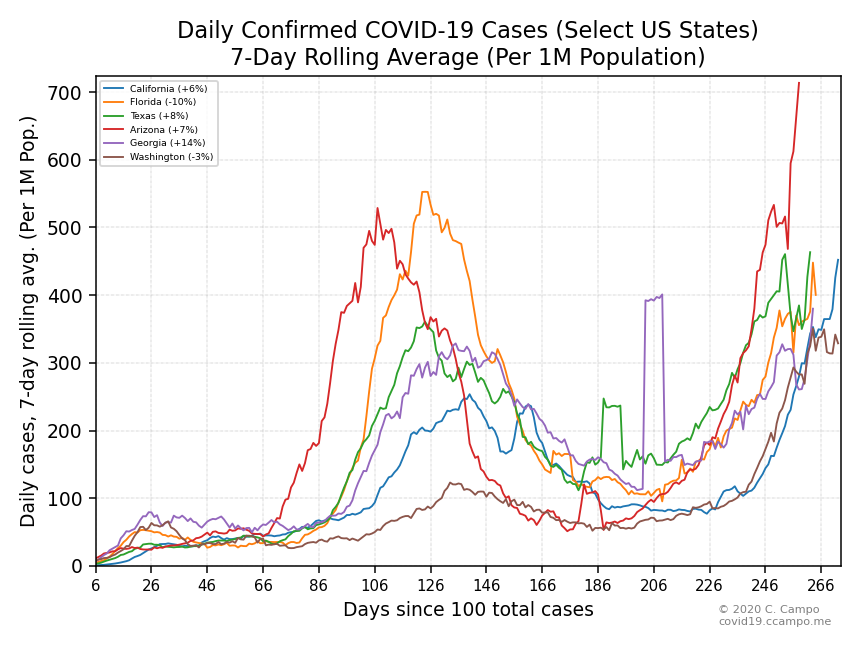 Daily Confirmed COVID-19 Cases (Select US States)
7-Day Rolling Average (Per 1M Population)
Daily cases, 7-day rolling avg. (Per 1M Pop.)
700
600
500
400
300
200
100
0
California (+6%)
Florida (-10%)
Texas (+8%)
Arizona (+7%)
Georgia (+14%)
Washington (-3%)
6 26 46 66 86 106 126 146 166 186 206 226 246 266
Days since 100 total cases
© 2020 C. Campo
covid19.ccampo.me